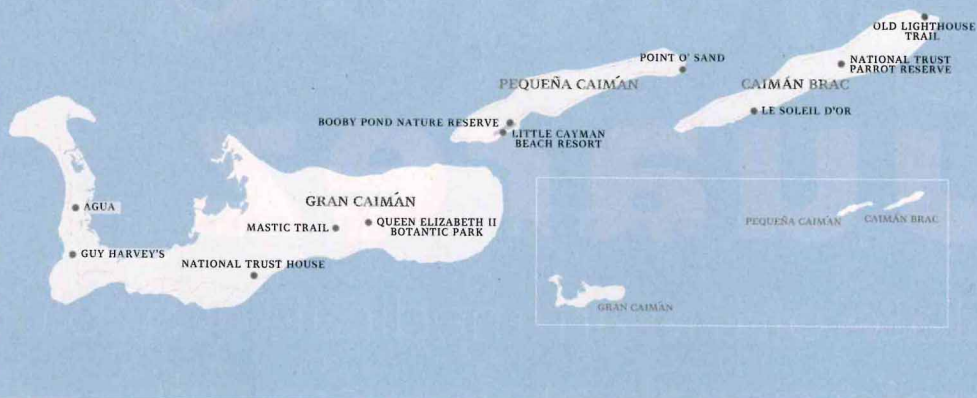 OLD LIGHTHOUSE
TRAIL
POINT O' SAND
NATIONAL TRUST
PARROT RESERVE
PEQUEÑA CAIMÁN
CAIMÁN BRAC
LE SOLEIL D'OR
BOOBY POND NATURE RESERVE
LITTLE CAYMAN
BEACH RESORT
GRAN CAIMÁN
AGUA
MASTIC TRAIL
QUEEN ELIZABETH II
BOTANTIC PARK
GUY HARVEY'S
NATIONAL TRUST HOUSE
PEQUEÑA CAIMÁN
CAIMÁN BRAC
GRAN CAIMÁN